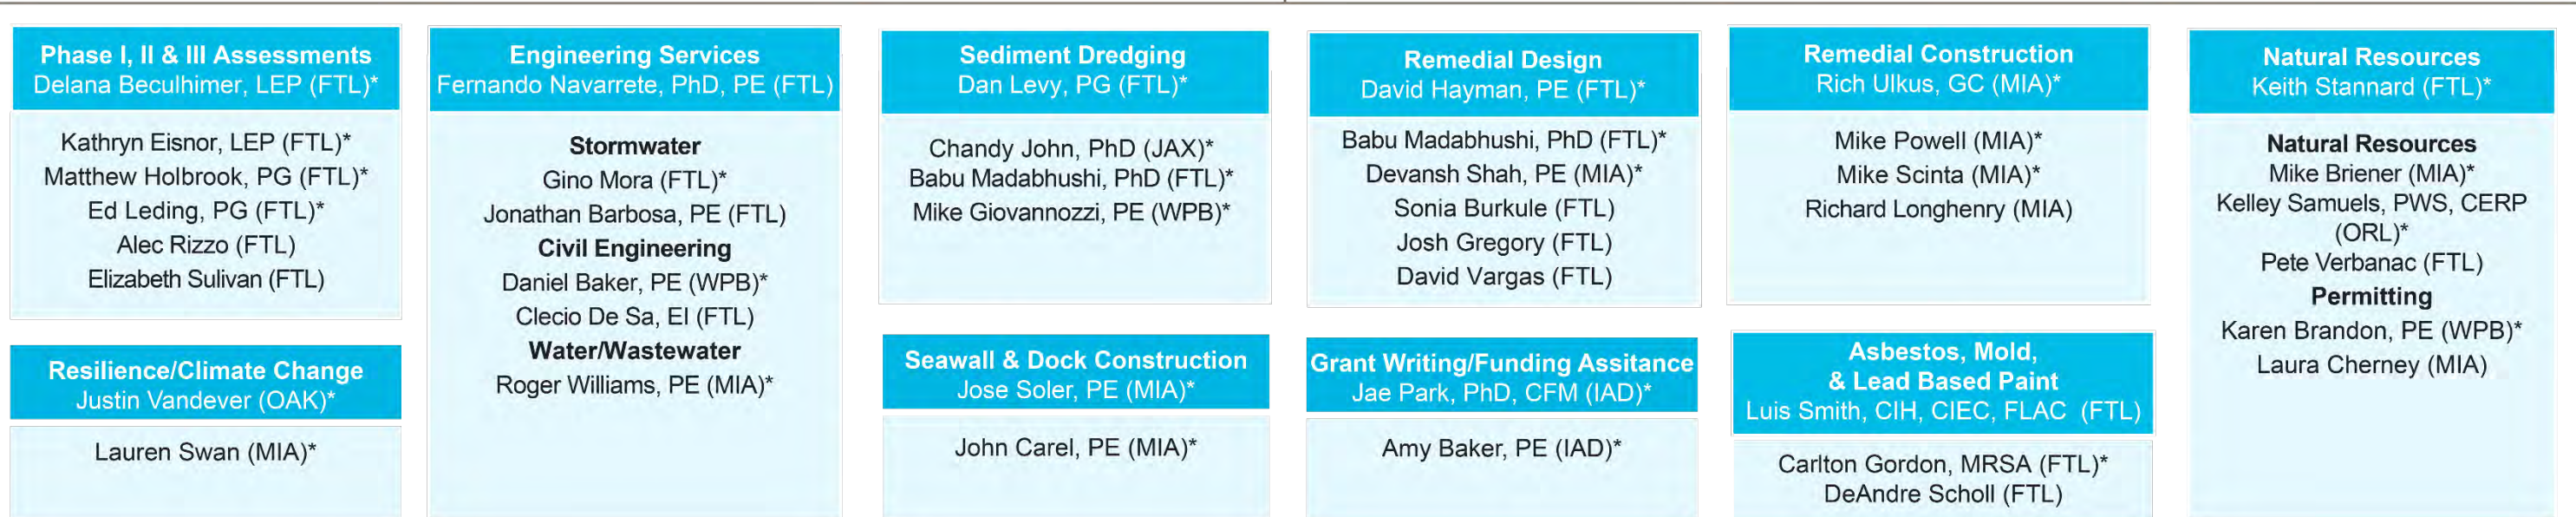 Phase I, II & III Assessments
Delana Beculhimer, LEP (FTL)*
Kathryn Eisnor, LEP (FTL)*
Matthew Holbrook, PG (FTL)*
Ed Leding, PG (FTL)*
Alec Rizzo (FTL)
Elizabeth Sulivan (FTL)
Resilience/Climate Change
Justin Vandever (OAK)*
Lauren Swan (MIA)*
Engineering Services
Fernando Navarrete, PhD, PE (FTL)
Stormwater
Gino Mora (FTL)*
Jonathan Barbosa, PE (FTL)
Civil Engineering
Daniel Baker, PE (WPB)*
Clecio De Sa, EI (FTL)
Water/Wastewater
Roger Williams, PE (MIA)*
Sediment Dredging
Dan Levy, PG (FTL)*
Chandy John, PhD (JAX)*
Babu Madabhushi, PhD (FTL)*
Mike Giovannozzi, PE (WPB)*
Seawall & Dock Construction
Jose Soler, PE (MIA)*
John Carel, PE (MIA)*
Remedial Design
David Hayman, PE (FTL)*
Babu Madabhushi, PhD (FTL)*
Devansh Shah, PE (MIA)*
Sonia Burkule (FTL)
Josh Gregory (FTL)
David Vargas (FTL)
Grant Writing/Funding Assitance
Jae Park, PhD, CFM (IAD)*
Amy Baker, PE (IAD)*
Remedial Construction
Rich Ulkus, GC (MIA)*
Mike Powell (MIA)*
Mike Scinta (MIA)*
Richard Longhenry (MIA)
Asbestos, Mold,
& Lead Based Paint
Luis Smith, CIH, CIEC, FLAC (FTL)
Carlton Gordon, MRSA (FTL)*
DeAndre Scholl (FTL)
Natural Resources
Keith Stannard (FTL)*
Natural Resources
Mike Briener (MIA)*
Kelley Samuels, PWS, CERP
(ORL)*
Pete Verbanac (FTL)
Permitting
Karen Brandon, PE (WPB)*
Laura Cherney (MIA)